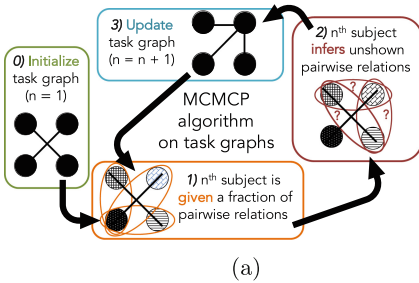 0) Initialize
task graph
(n = 1)
3) Update
task graph
(n = n + 1)
2) nth subject
infers unshown
pairwise relations
? ? ?
MCMCP
algorithm
on task graphs
1) nth subject is
given a fraction of
pairwise relations
(a)